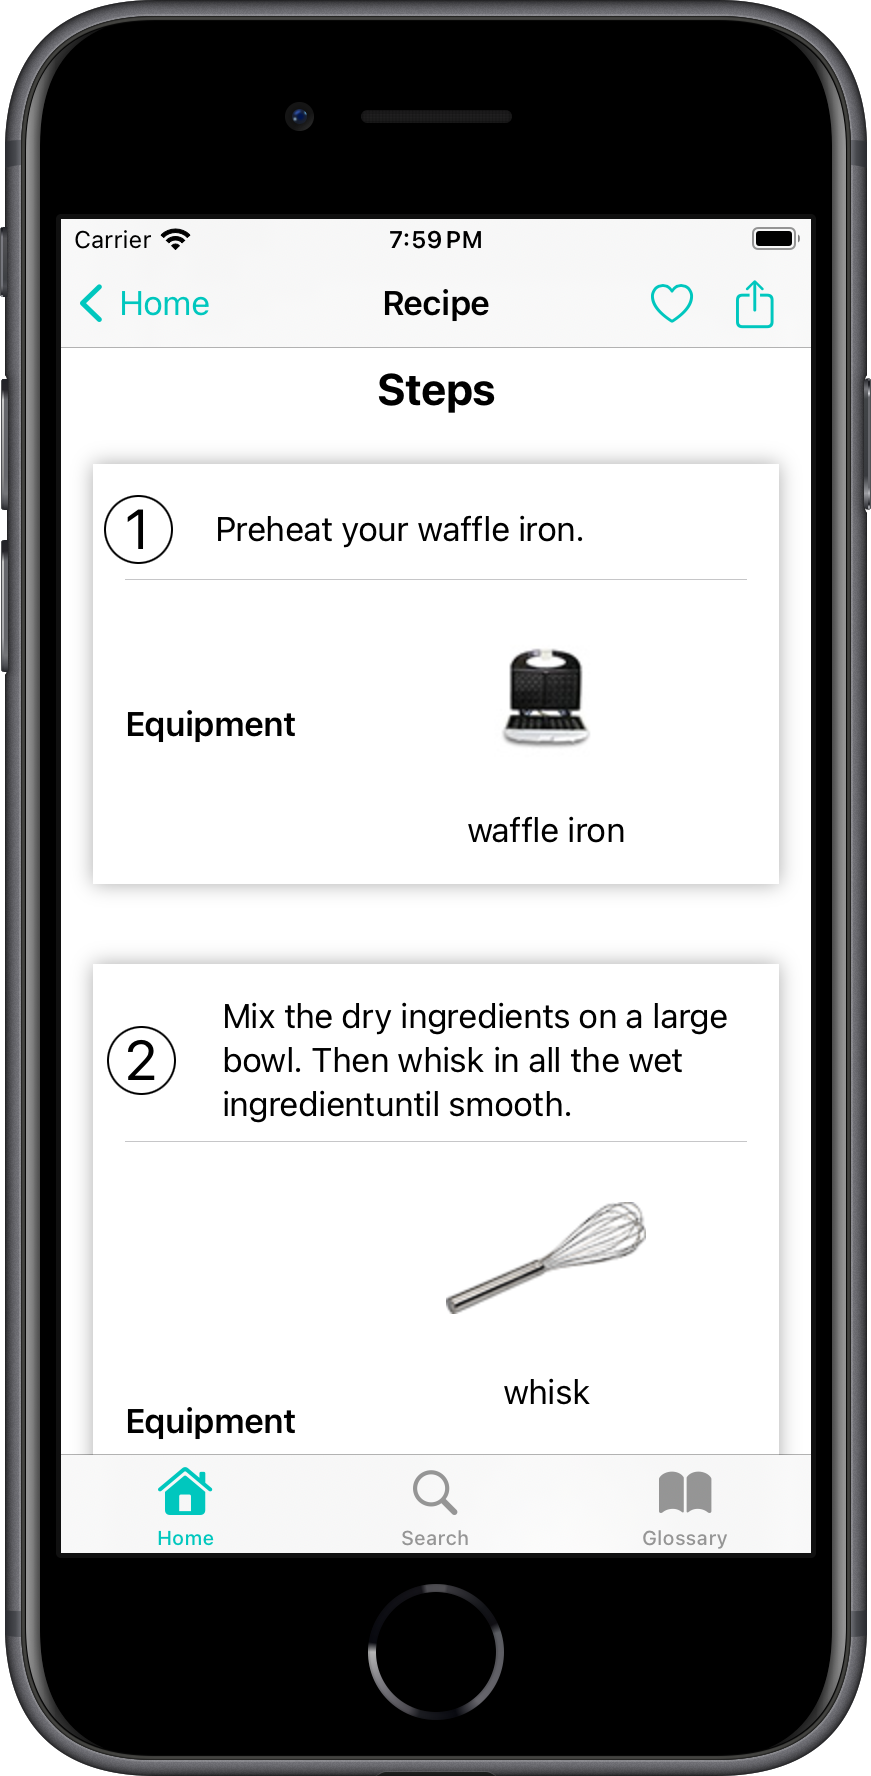 Carrier
7:59 PM
Home
Recipe
Steps
1
Preheat your waffle iron.
Equipment
waffle iron
2
Mix the dry ingredients on a large
bowl. Then whisk in all the wet
ingredientuntil smooth.
whisk
Equipment
Home
Search
Glossary